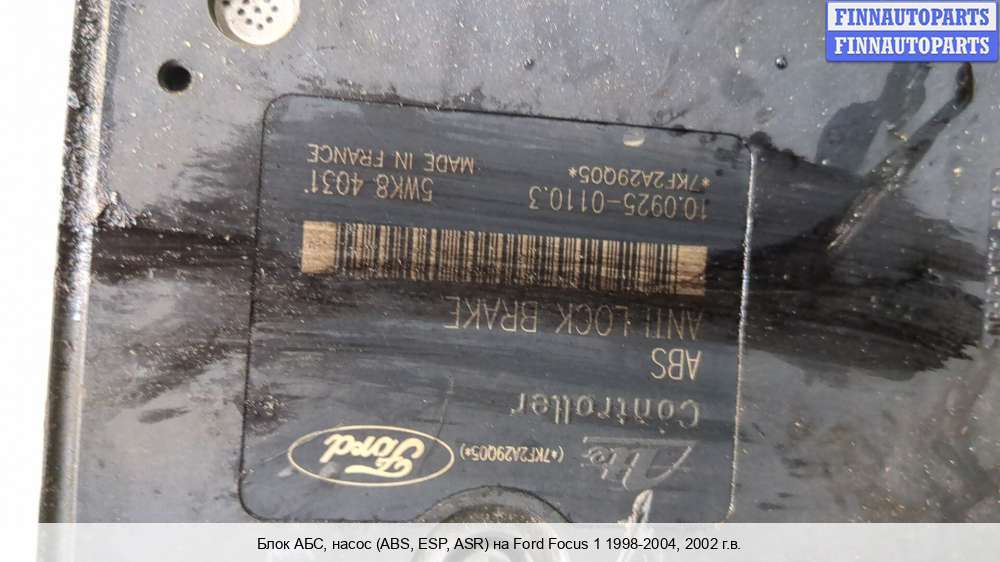 FINNAUTOPARTS
FINNAUTOPARTS
Ford
(*7KF2A29Q05*)
Ate
Controller
ABS
ANTI LOCK BRAKE
10.0925-0110.3
5WK8 4031
*7KF2A29Q05*
MADE IN FRANCE
Блок АБС, насос (ABS, ESP, ASR) на Ford Focus 1 1998-2004, 2002 г.в.